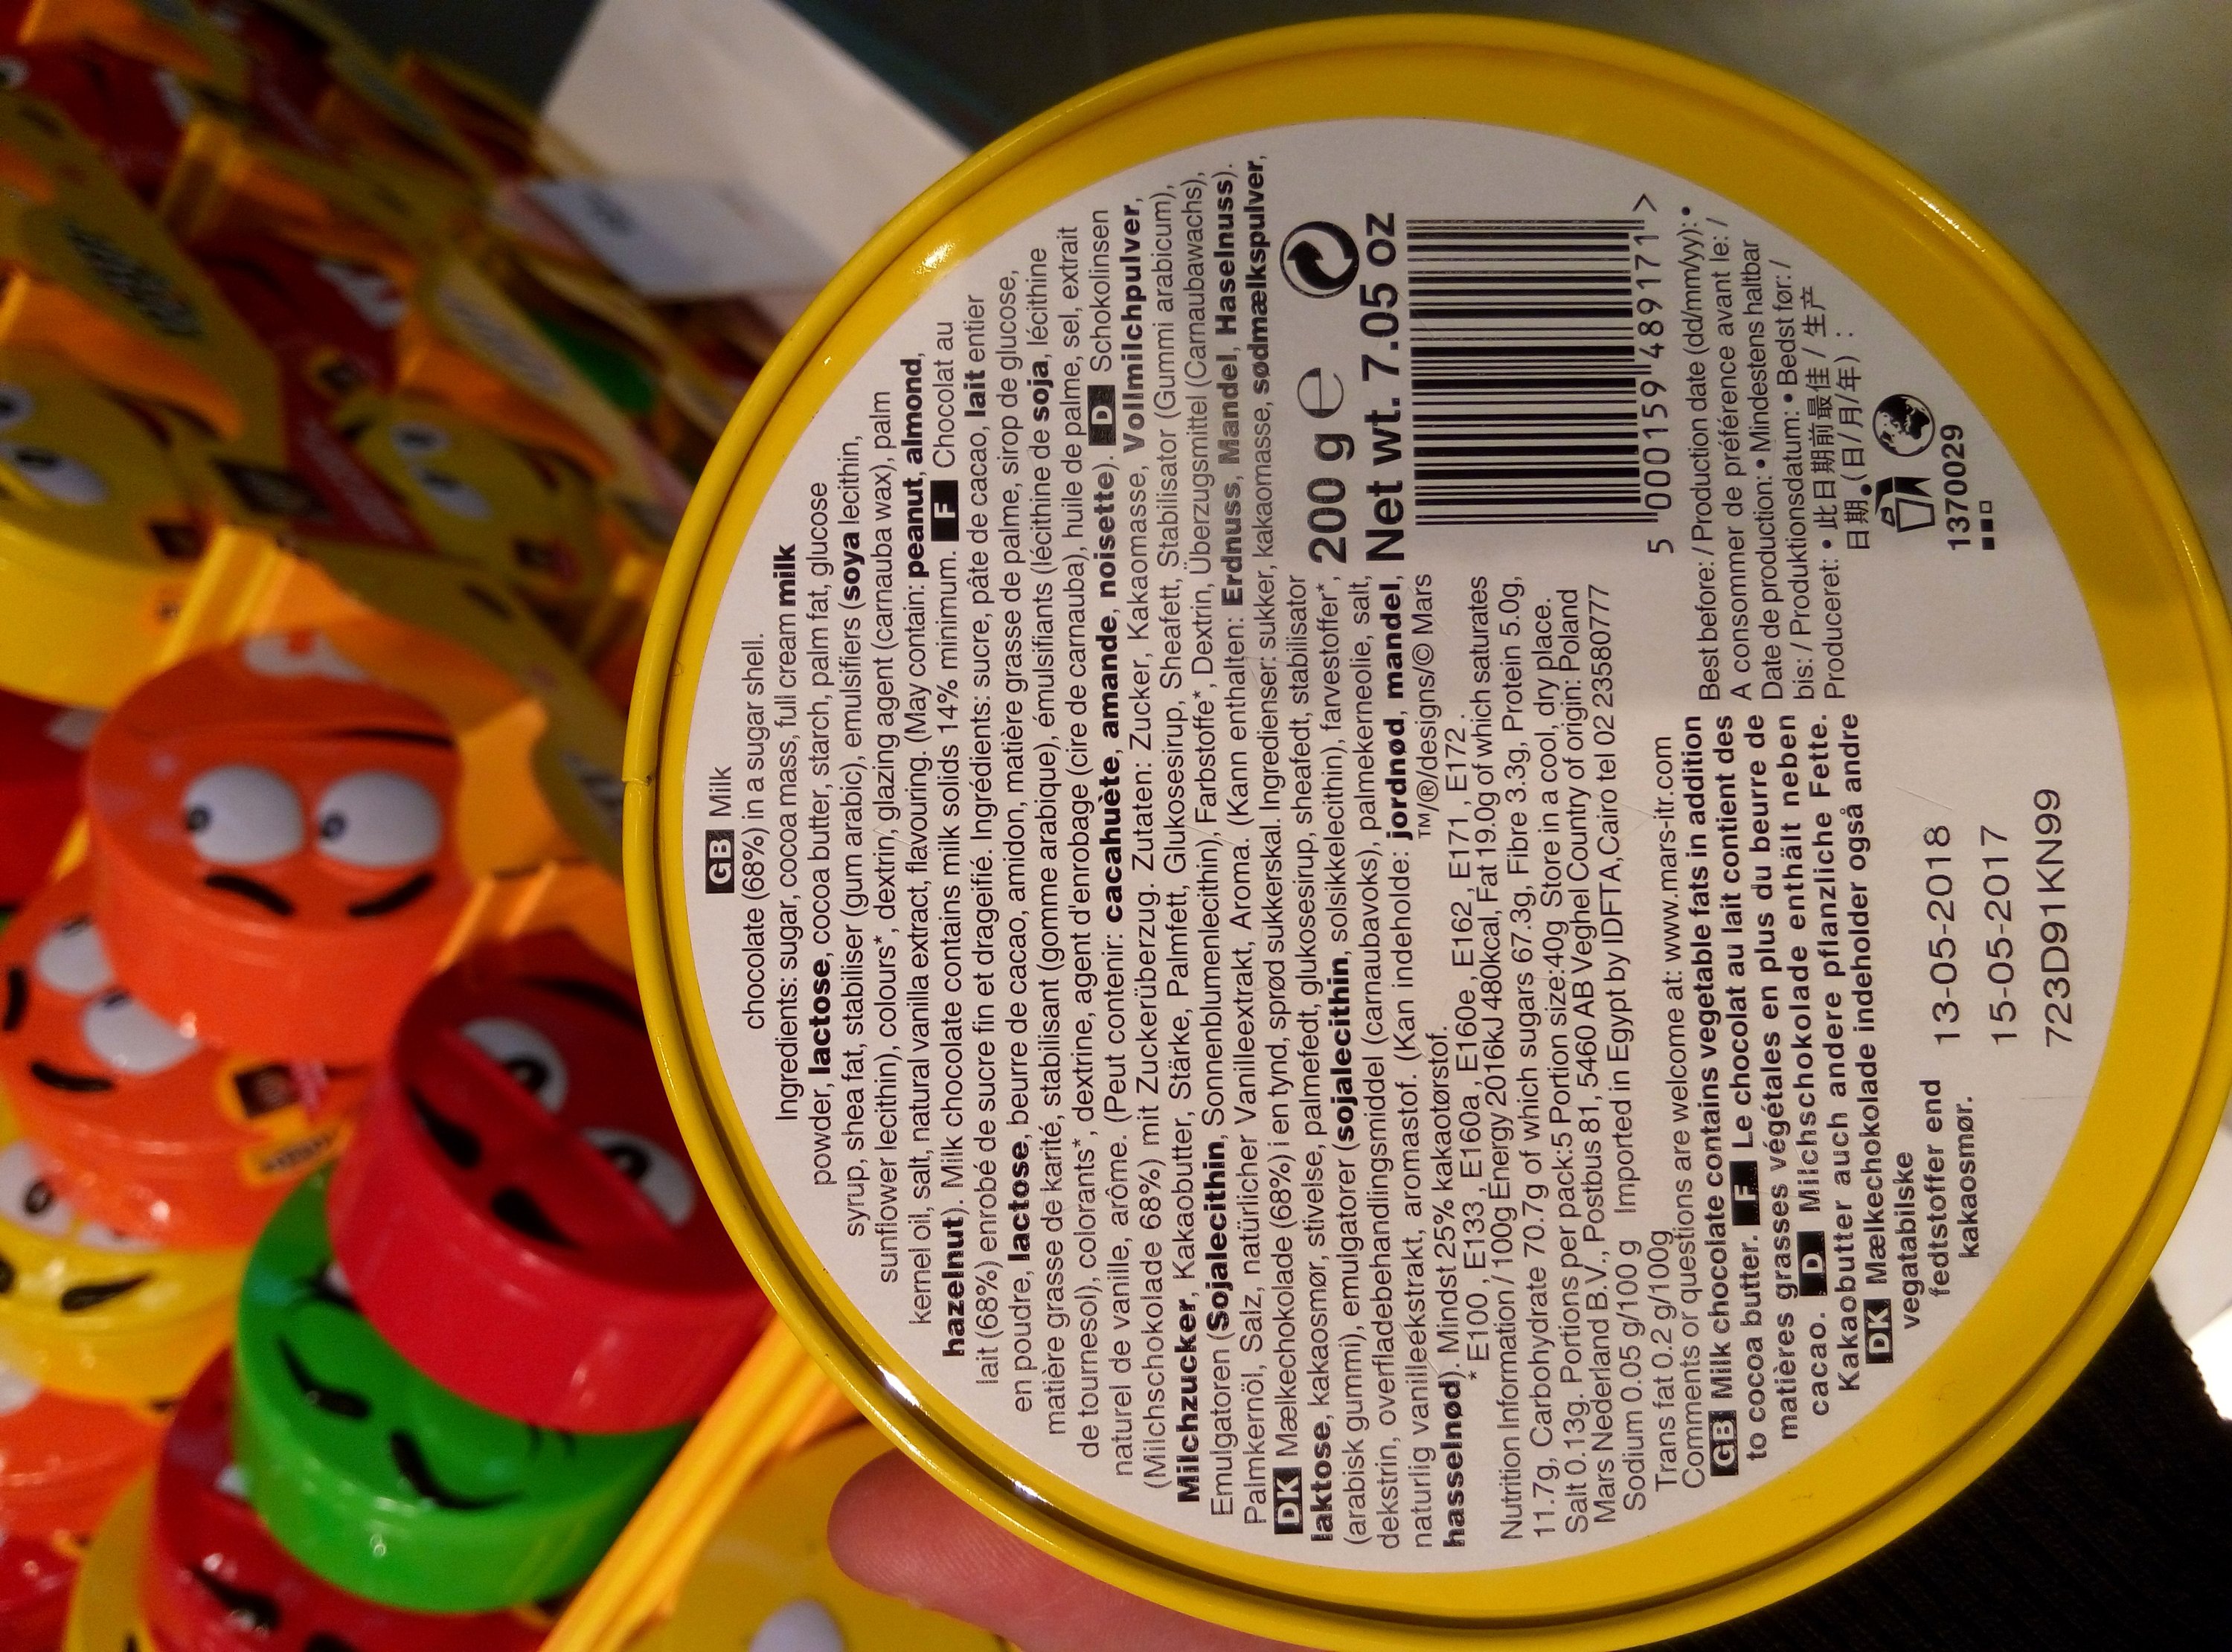 GB Milk
chocolate (68%) in a sugar shell.
Ingredients: sugar, cocoa mass, full cream milk
powder, lactose, cocoa butter, starch, palm fat, glucose
syrup, shea fat, stabiliser (gum arabic), emulsifiers (soya lecithin,
sunflower lecithin), colours*, dextrin, glazing agent (carnauba wax), palm
kernel oil, salt, natural vanilla extract, flavouring. (May contain: peanut, almond,
hazelnut). Milk chocolate contains milk solids 14% minimum. F Chocolat au
lait (68%) enrobé de sucre fin et drageifié. Ingrédients: sucre, pâte de cacao, lait entier
en poudre, lactose, beurre de cacao, amidon, matière grasse de palme, sirop de glucose,
matière grasse de karité, stabilisant (gomme arabique), émulsifiants (lécithine de soja, lécithine
de tournesol), colorants*, dextrine, agent d'enrobage (cire de carnauba), huile de palme, sel, extrait
naturel de vanille, arôme. (Peut contenir: cacahuète, amande, noisette). D Schokolinsen
(Milchschokolade 68%) mit Zuckerüberzug. Zutaten: Zucker, Kakaomasse, Vollmilchpulver,
Milchzucker, Kakaobutter, Stärke, Palmfett, Glukosesirup, Sheafett, Stabilisator (Gummi arabicum),
Emulgatoren (Sojalecithin, Sonnenblumenlecithin), Farbstoffe*, Dextrin, Überzugsmittel (Carnaubawachs),
Palmkernöl, Salz, natürlicher Vanilleextrakt, Aroma. (Kann enthalten: Erdnuss, Mandel, Haselnuss).
DK Mælkechokolade (68%) i en tynd, sprød sukkerskal. Ingredienser: sukker, kakaomasse, sødmælkspulver,
laktose, kakaosmør, stivelse, palmefedt, glukosesirup, sheafedt, stabilisator
(arabisk gummi), emulgatorer (sojalecithin, solsikkelecithin), farvestoffer*,
dekstrin, overfladebehandlingsmiddel (carnaubavoks), palmekerneolie, salt,
naturlig vanilleekstrakt, aromastof. (Kan indeholde: jordnød, mandel,
hasselnød). Mindst 25% kakaotørstof. ™/®/designs/© Mars
* E100 , E133 , E160a , E160e , E162 , E171 , E172 .
Nutrition Information / 100g Energy 2016kJ 480kcal, Fat 19.0g of which saturates
11.7g, Carbohydrate 70.7g of which sugars 67.3g, Fibre 3.3g, Protein 5.0g,
Salt 0.13g. Portions per pack:5 Portion size:40g Store in a cool, dry place.
Mars Nederland B.V., Postbus 81, 5460 AB Veghel Country of origin: Poland
Sodium 0.05 g/100 g Imported in Egypt by IDFTA,Cairo tel 02 23580777
Trans fat 0.2 g/100g
Comments or questions are welcome at: www.mars-itr.com
GB Milk chocolate contains vegetable fats in addition
to cocoa butter. F Le chocolat au lait contient des
matières grasses végétales en plus du beurre de
cacao. D Milchschokolade enthält neben
Kakaobutter auch andere pflanzliche Fette.
DK Mælkechokolade indeholder også andre
vegatabilske
fedtstoffer end
kakaosmør.
200 g ℮
Net wt. 7.05 oz
5 000159 489171 >
Best before: / Production date (dd/mm/yy): •
A consommer de préférence avant le: /
Date de production: • Mindestens haltbar
bis: / Produktionsdatum: • Bedst før: /
Produceret: • 此日期前最佳 / 生产
日期 (日/月/年) :
1370029
13-05-2018
15-05-2017
723D91KN99